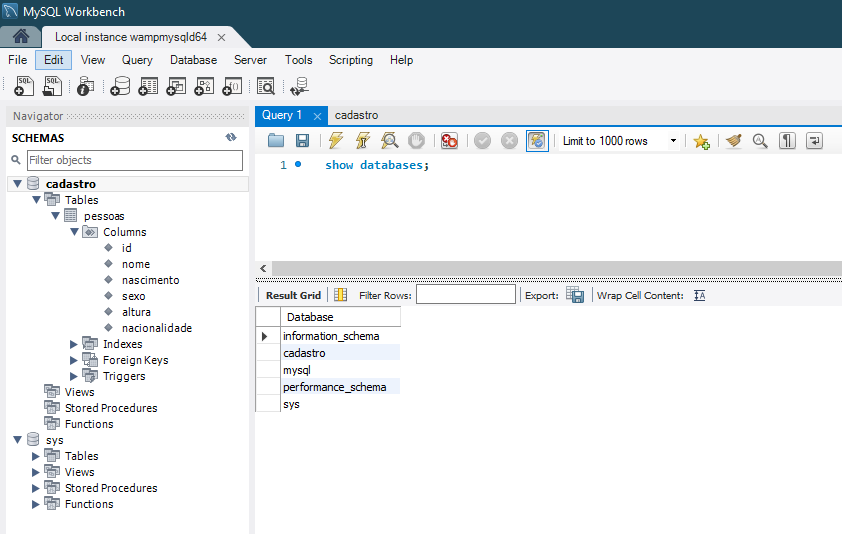 MySQL Workbench
Local instance wampmysqld64 ×
File Edit View Query Database Server Tools Scripting Help
Navigator
SCHEMAS
Filter objects
cadastro
Tables
pessoas
Columns
id
nome
nascimento
sexo
altura
nacionalidade
Indexes
Foreign Keys
Triggers
Views
Stored Procedures
Functions
sys
Tables
Views
Stored Procedures
Functions
Query 1 × cadastro
Limit to 1000 rows
1 show databases;
Result Grid Filter Rows: Export: Wrap Cell Content:
Database
information_schema
cadastro
mysql
performance_schema
sys